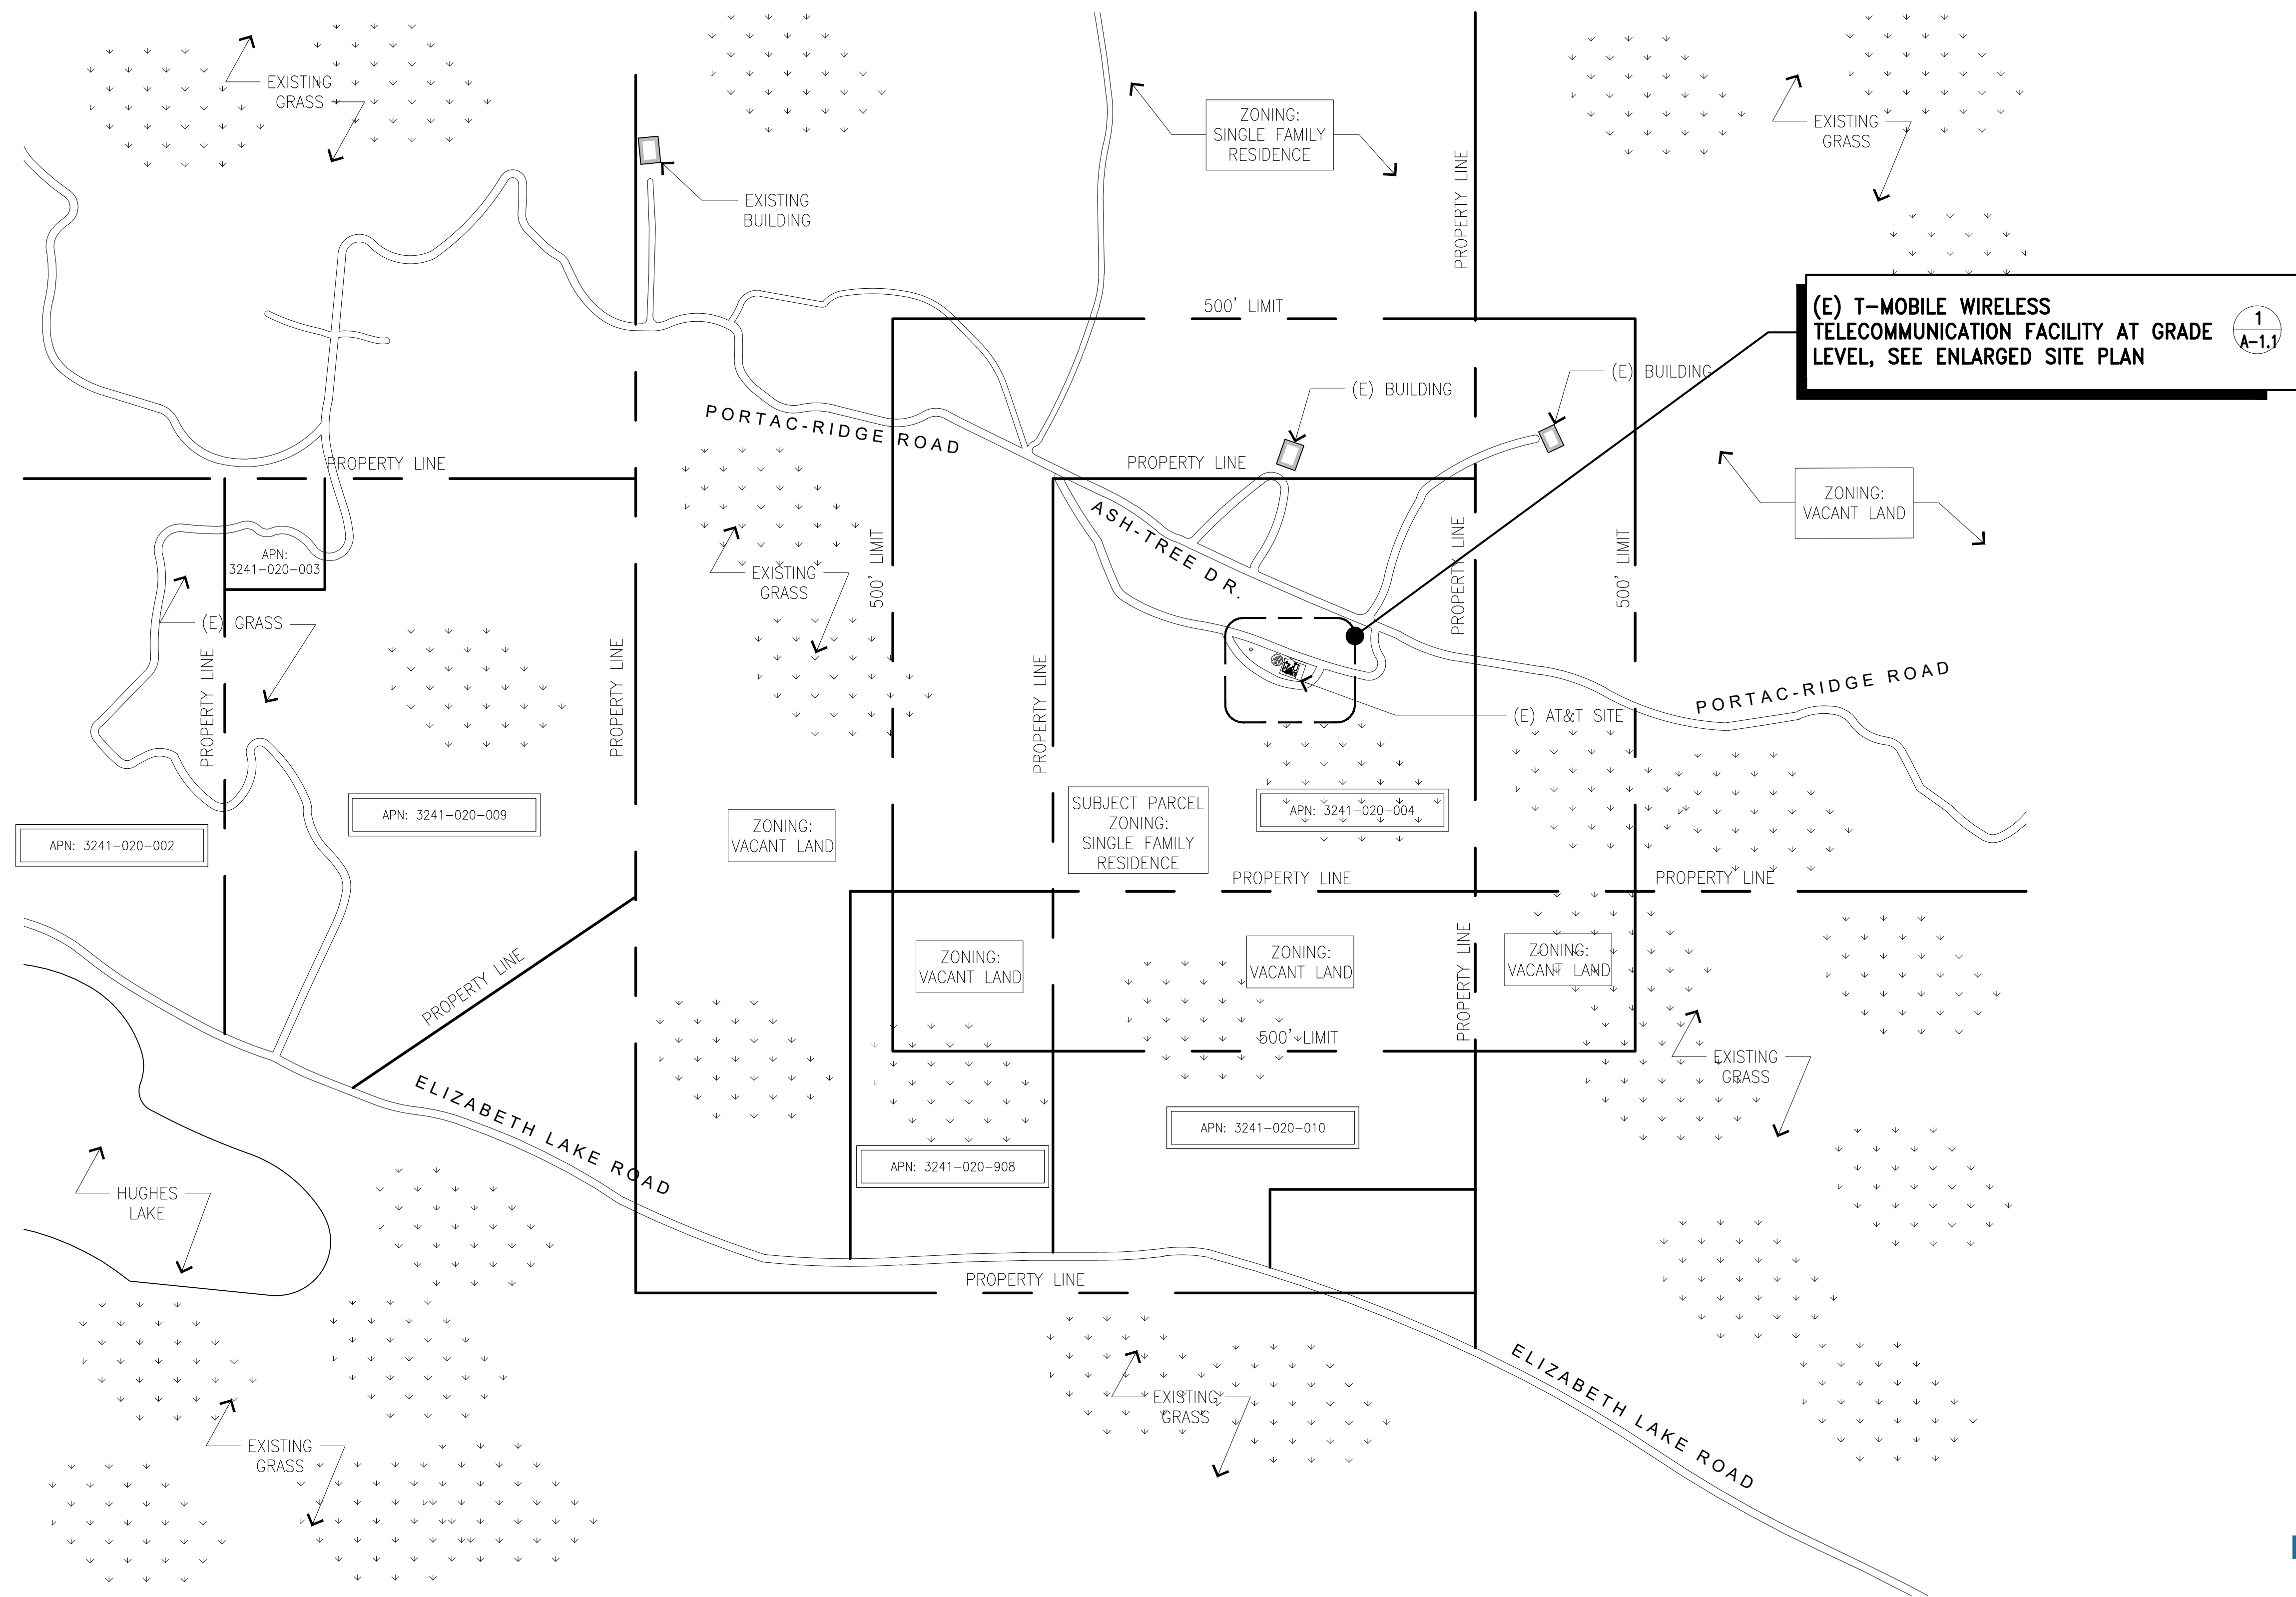 EXISTING
GRASS
EXISTING
BUILDING
ZONING:
SINGLE FAMILY
RESIDENCE
PROPERTY LINE
EXISTING
GRASS
500' LIMIT
(E) T-MOBILE WIRELESS
TELECOMMUNICATION FACILITY AT GRADE
LEVEL, SEE ENLARGED SITE PLAN
1
A-1.1
(E) BUILDING
(E) BUILDING
PORTAC-RIDGE ROAD
PROPERTY LINE
PROPERTY LINE
ZONING:
VACANT LAND
ASH-TREE DR.
APN:
3241-020-003
EXISTING
GRASS
500' LIMIT
PROPERTY LINE
500' LIMIT
(E) GRASS
PROPERTY LINE
PROPERTY LINE
PROPERTY LINE
PORTAC-RIDGE ROAD
(E) AT&T SITE
APN: 3241-020-002
APN: 3241-020-009
ZONING:
VACANT LAND
SUBJECT PARCEL
ZONING:
SINGLE FAMILY
RESIDENCE
APN: 3241-020-004
PROPERTY LINE
PROPERTY LINE
PROPERTY LINE
ZONING:
VACANT LAND
ZONING:
VACANT LAND
PROPERTY LINE
ZONING:
VACANT LAND
500' LIMIT
EXISTING
GRASS
ELIZABETH LAKE ROAD
APN: 3241-020-010
APN: 3241-020-908
HUGHES
LAKE
PROPERTY LINE
EXISTING
GRASS
ELIZABETH LAKE ROAD
EXISTING
GRASS